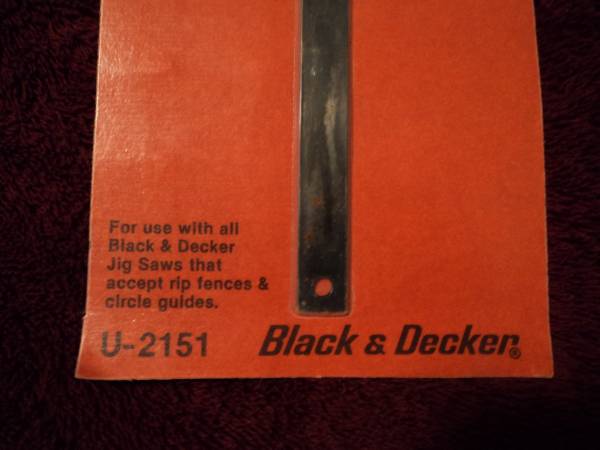 For use with all
Black & Decker
Jig Saws that
accept rip fences &
circle guides.
U-2151
Black & Decker®